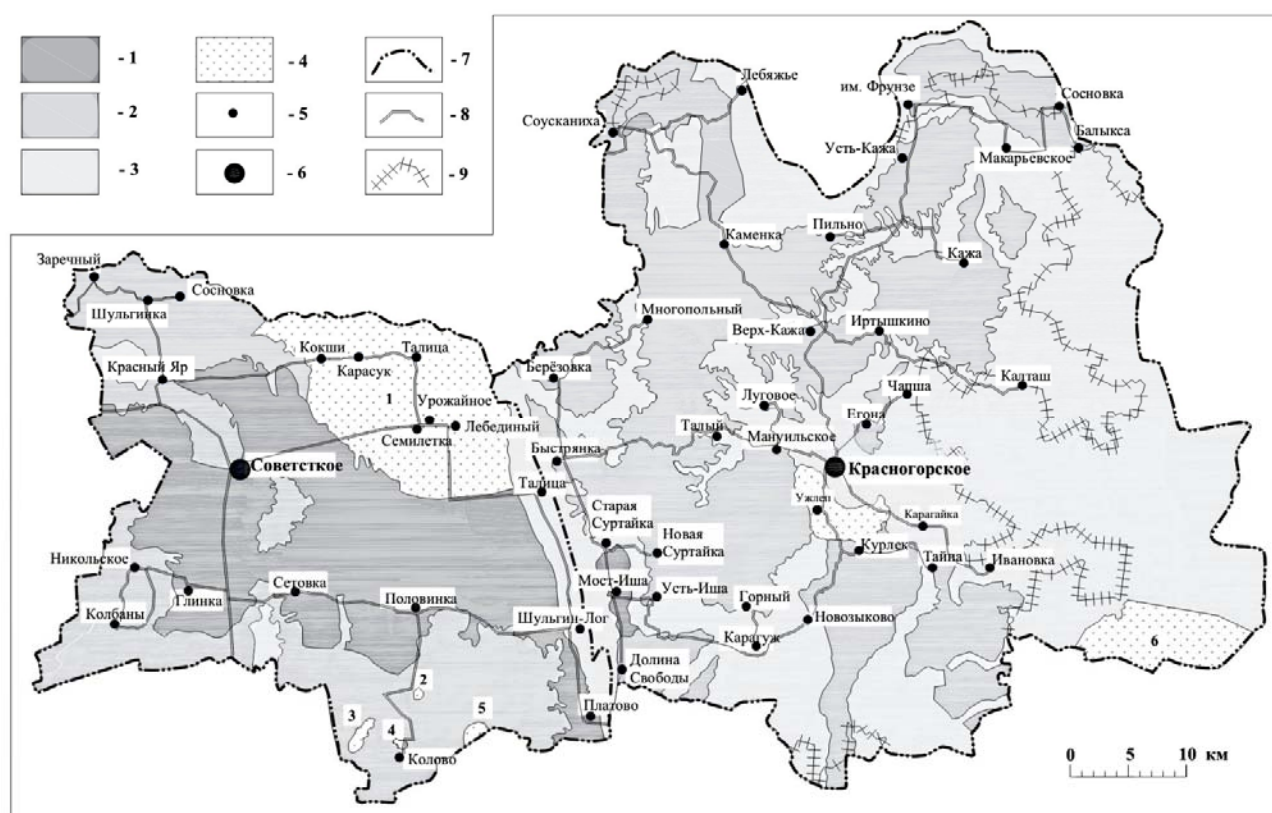 - 1
- 4
- 7
- 2
- 5
- 8
- 3
- 6
- 9
Лебяжье
им. Фрунзе
Сосновка
Соусканиха
Балыкса
Усть-Кажа
Макарьевское
Пильно
Каменка
Кажа
Заречный
Сосновка
Шульгинка
Многопольный
Верх-Кажа
Иртышкино
Кокши
Талица
Карасук
Красный Яр
Берёзовка
Калташ
Чапша
1
Урожайное
Луговое
Егона
Семилетка
Лебединый
Талый
Мануильское
Быстрянка
Советсткое
Красногорское
Талица
Ужлеп
Старая
Суртайка
Карагайка
Новая
Суртайка
Курлек
Никольское
Тайна
Ивановка
Глинка
Сетовка
Мост-Иша
Усть-Иша
Горный
Половинка
Колбаны
Шульгин-Лог
Новозыково
Карагуж
6
Долина
Свободы
2
3
5
4
Платово
Колово
0
5
10
км